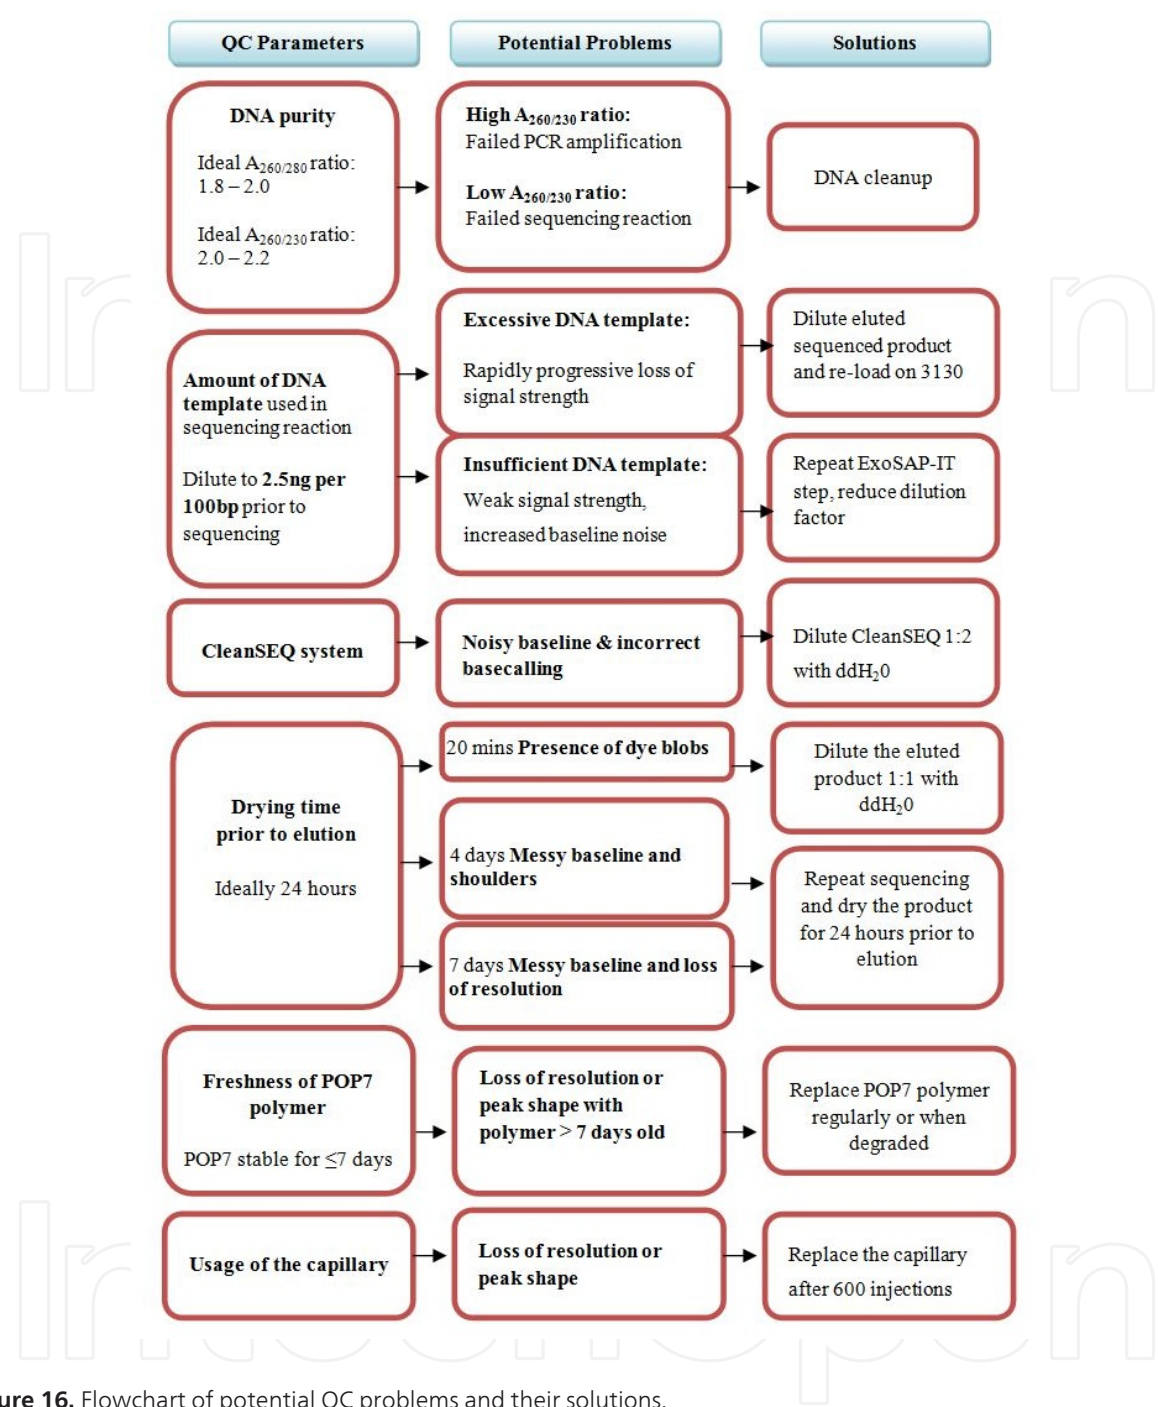 QC Parameters
Potential Problems
Solutions
DNA purity
Ideal A260/280 ratio:
1.8 – 2.0
Ideal A260/230 ratio:
2.0 – 2.2
High A260/230 ratio:
Failed PCR amplification
Low A260/230 ratio:
Failed sequencing reaction
DNA cleanup
Amount of DNA
template used in
sequencing reaction
Dilute to 2.5ng per
100bp prior to
sequencing
Excessive DNA template:
Rapidly progressive loss of
signal strength
Dilute eluted
sequenced product
and re-load on 3130
Insufficient DNA template:
Weak signal strength,
increased baseline noise
Repeat ExoSAP-IT
step, reduce dilution
factor
CleanSEQ system
Noisy baseline & incorrect
basecalling
Dilute CleanSEQ 1:2
with ddH20
Drying time
prior to elution
Ideally 24 hours
20 mins Presence of dye blobs
Dilute the eluted
product 1:1 with
ddH20
4 days Messy baseline and
shoulders
7 days Messy baseline and loss
of resolution
Repeat sequencing
and dry the product
for 24 hours prior to
elution
Freshness of POP7
polymer
POP7 stable for ≤7 days
Loss of resolution or
peak shape with
polymer > 7 days old
Replace POP7 polymer
regularly or when
degraded
Usage of the capillary
Loss of resolution or
peak shape
Replace the capillary
after 600 injections
ure 16. Flowchart of potential QC problems and their solutions.